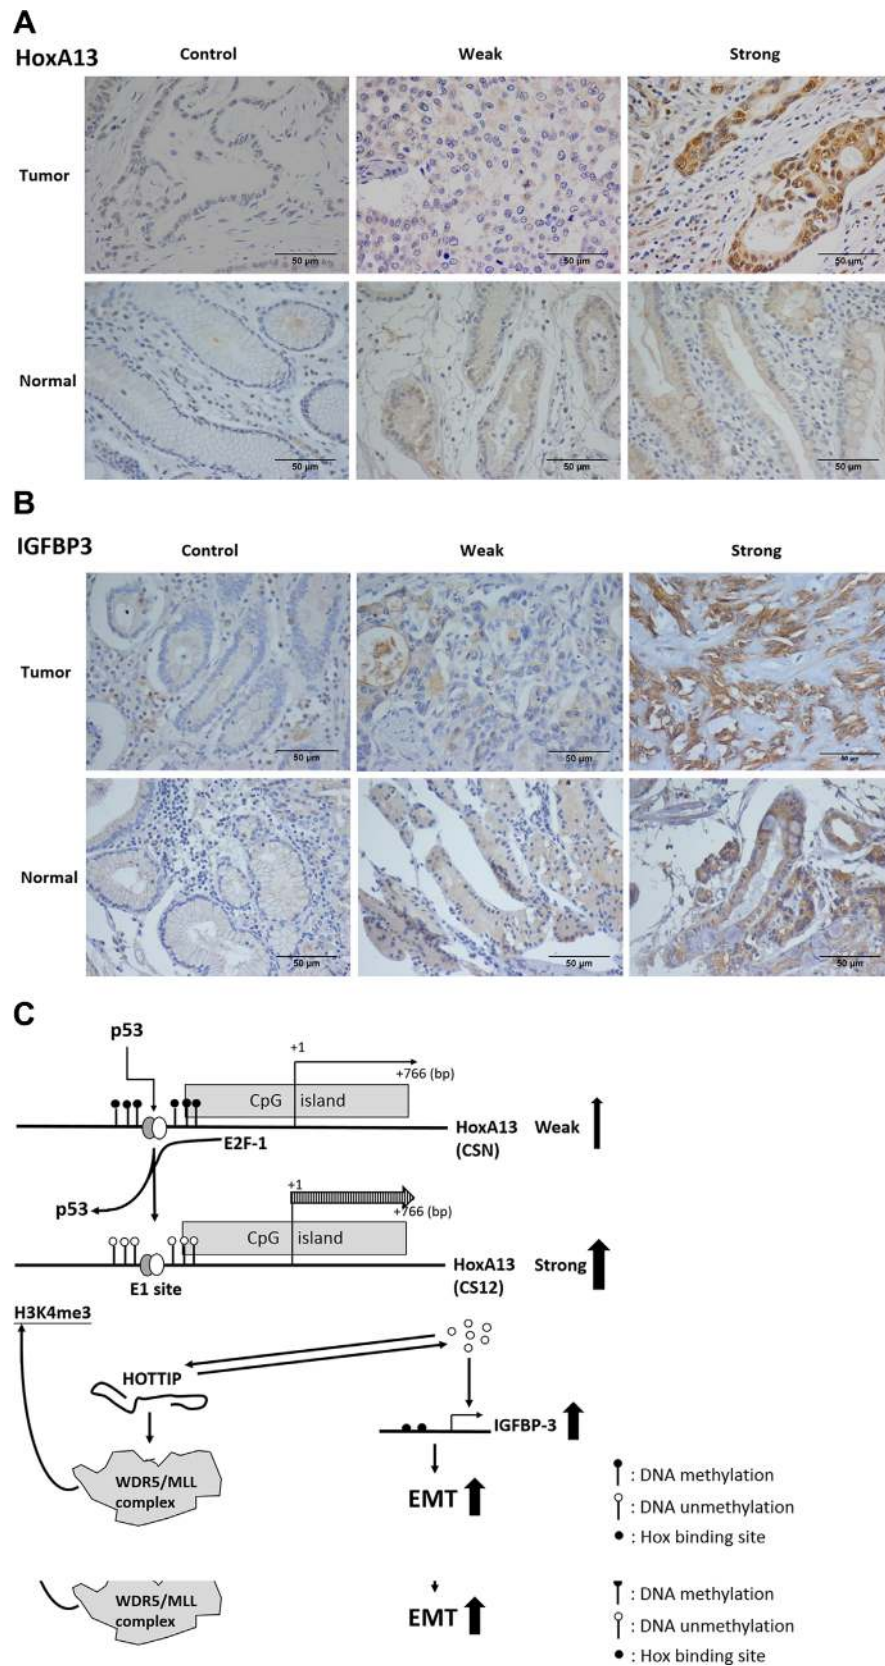 A
HoxA13
Control
Weak
Strong
Tumor
50 µm
50 µm
50 µm
Normal
50 µm
50 µm
50 µm
B
IGFBP3
Control
Weak
Strong
Tumor
50 µm
50 µm
50 µm
Normal
50 µm
50 µm
50 µm
C
p53
+1
+766 (bp)
CpG island
HoxA13 Weak
(CSN)
E2F-1
p53
+1
+766 (bp)
CpG island
HoxA13 Strong
(CS12)
E1 site
H3K4me3
HOTTIP
IGFBP-3
WDR5/MLL
complex
EMT
: DNA methylation
: DNA unmethylation
: Hox binding site
WDR5/MLL
complex
EMT
: DNA methylation
: DNA unmethylation
: Hox binding site